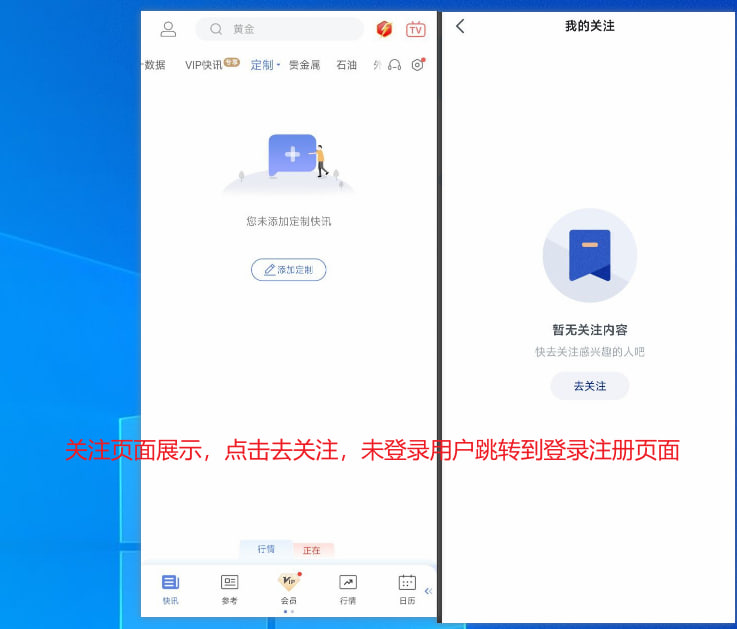 黄金
TV
数据
VIP快讯
专享
定制
贵金属
石油
您未添加定制快讯
添加定制
行情
正在
快讯
参考
VIP
会员
行情
日历
我的关注
暂无关注内容
快去关注感兴趣的人吧
去关注
关注页面展示，点击去关注，未登录用户跳转到登录注册页面